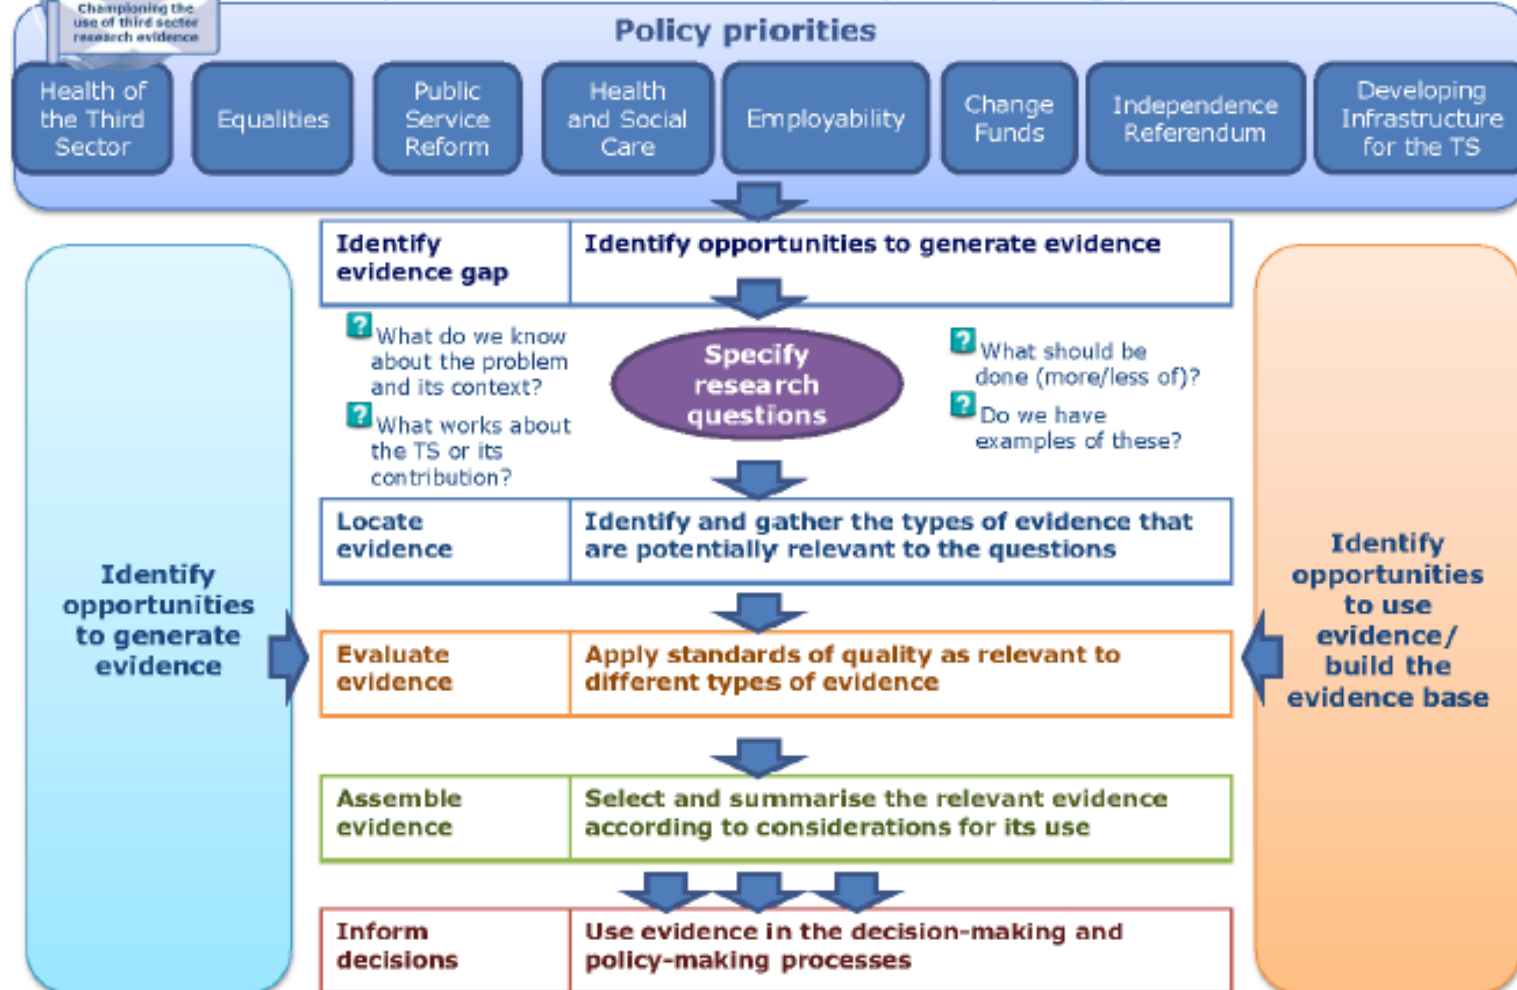 Championing the
use of third sector
research evidence
Policy priorities
Health of
the Third
Sector
Equalities
Public
Service
Reform
Health
and Social
Care
Employability
Change
Funds
Independence
Referendum
Developing
Infrastructure
for the TS
Identify
evidence gap
Identify opportunities to generate evidence
? What do we know
about the problem
and its context?
? What works about
the TS or its
contribution?
Specify
research
questions
? What should be
done (more/less of)?
? Do we have
examples of these?
Locate
evidence
Identify and gather the types of evidence that
are potentially relevant to the questions
Identify
opportunities
to generate
evidence
Evaluate
evidence
Apply standards of quality as relevant to
different types of evidence
Identify
opportunities
to use
evidence/
build the
evidence base
Assemble
evidence
Select and summarise the relevant evidence
according to considerations for its use
Inform
decisions
Use evidence in the decision-making and
policy-making processes